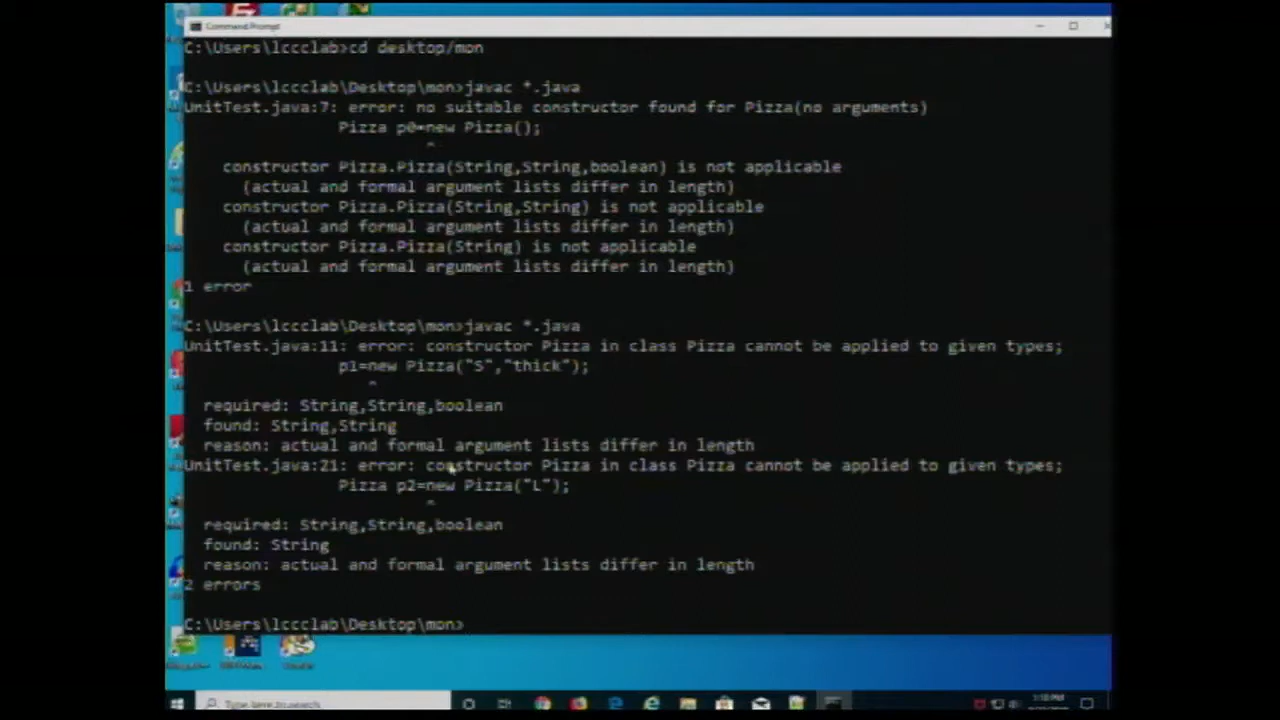 Command Prompt
C:\Users\lccclab>cd desktop/mon
C:\Users\lccclab\Desktop\mon>javac *.java
UnitTest.java:7: error: no suitable constructor found for Pizza(no arguments)
Pizza p0=new Pizza();
^
constructor Pizza.Pizza(String,String,boolean) is not applicable
(actual and formal argument lists differ in length)
constructor Pizza.Pizza(String,String) is not applicable
(actual and formal argument lists differ in length)
constructor Pizza.Pizza(String) is not applicable
(actual and formal argument lists differ in length)
1 error
C:\Users\lccclab\Desktop\mon>javac *.java
UnitTest.java:11: error: constructor Pizza in class Pizza cannot be applied to given types;
p1=new Pizza("S","thick");
^
required: String,String,boolean
found: String,String
reason: actual and formal argument lists differ in length
UnitTest.java:21: error: constructor Pizza in class Pizza cannot be applied to given types;
Pizza p2=new Pizza("L");
^
required: String,String,boolean
found: String
reason: actual and formal argument lists differ in length
2 errors
C:\Users\lccclab\Desktop\mon>
Type here to search